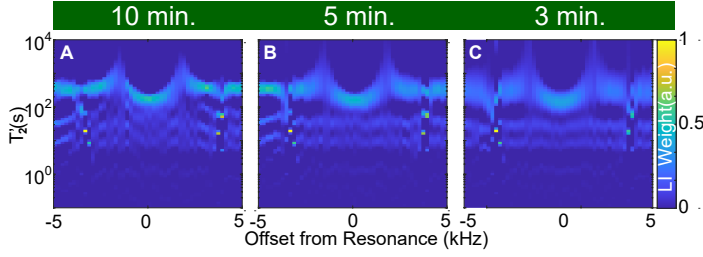 10 min. 5 min. 3 min.
A B C
10⁴
10²
10⁰
T₂'(s)
-5 0 5 -5 0 5 -5 0 5
Offset from Resonance (kHz)
1
0.5
0
LI Weight(a.u.)